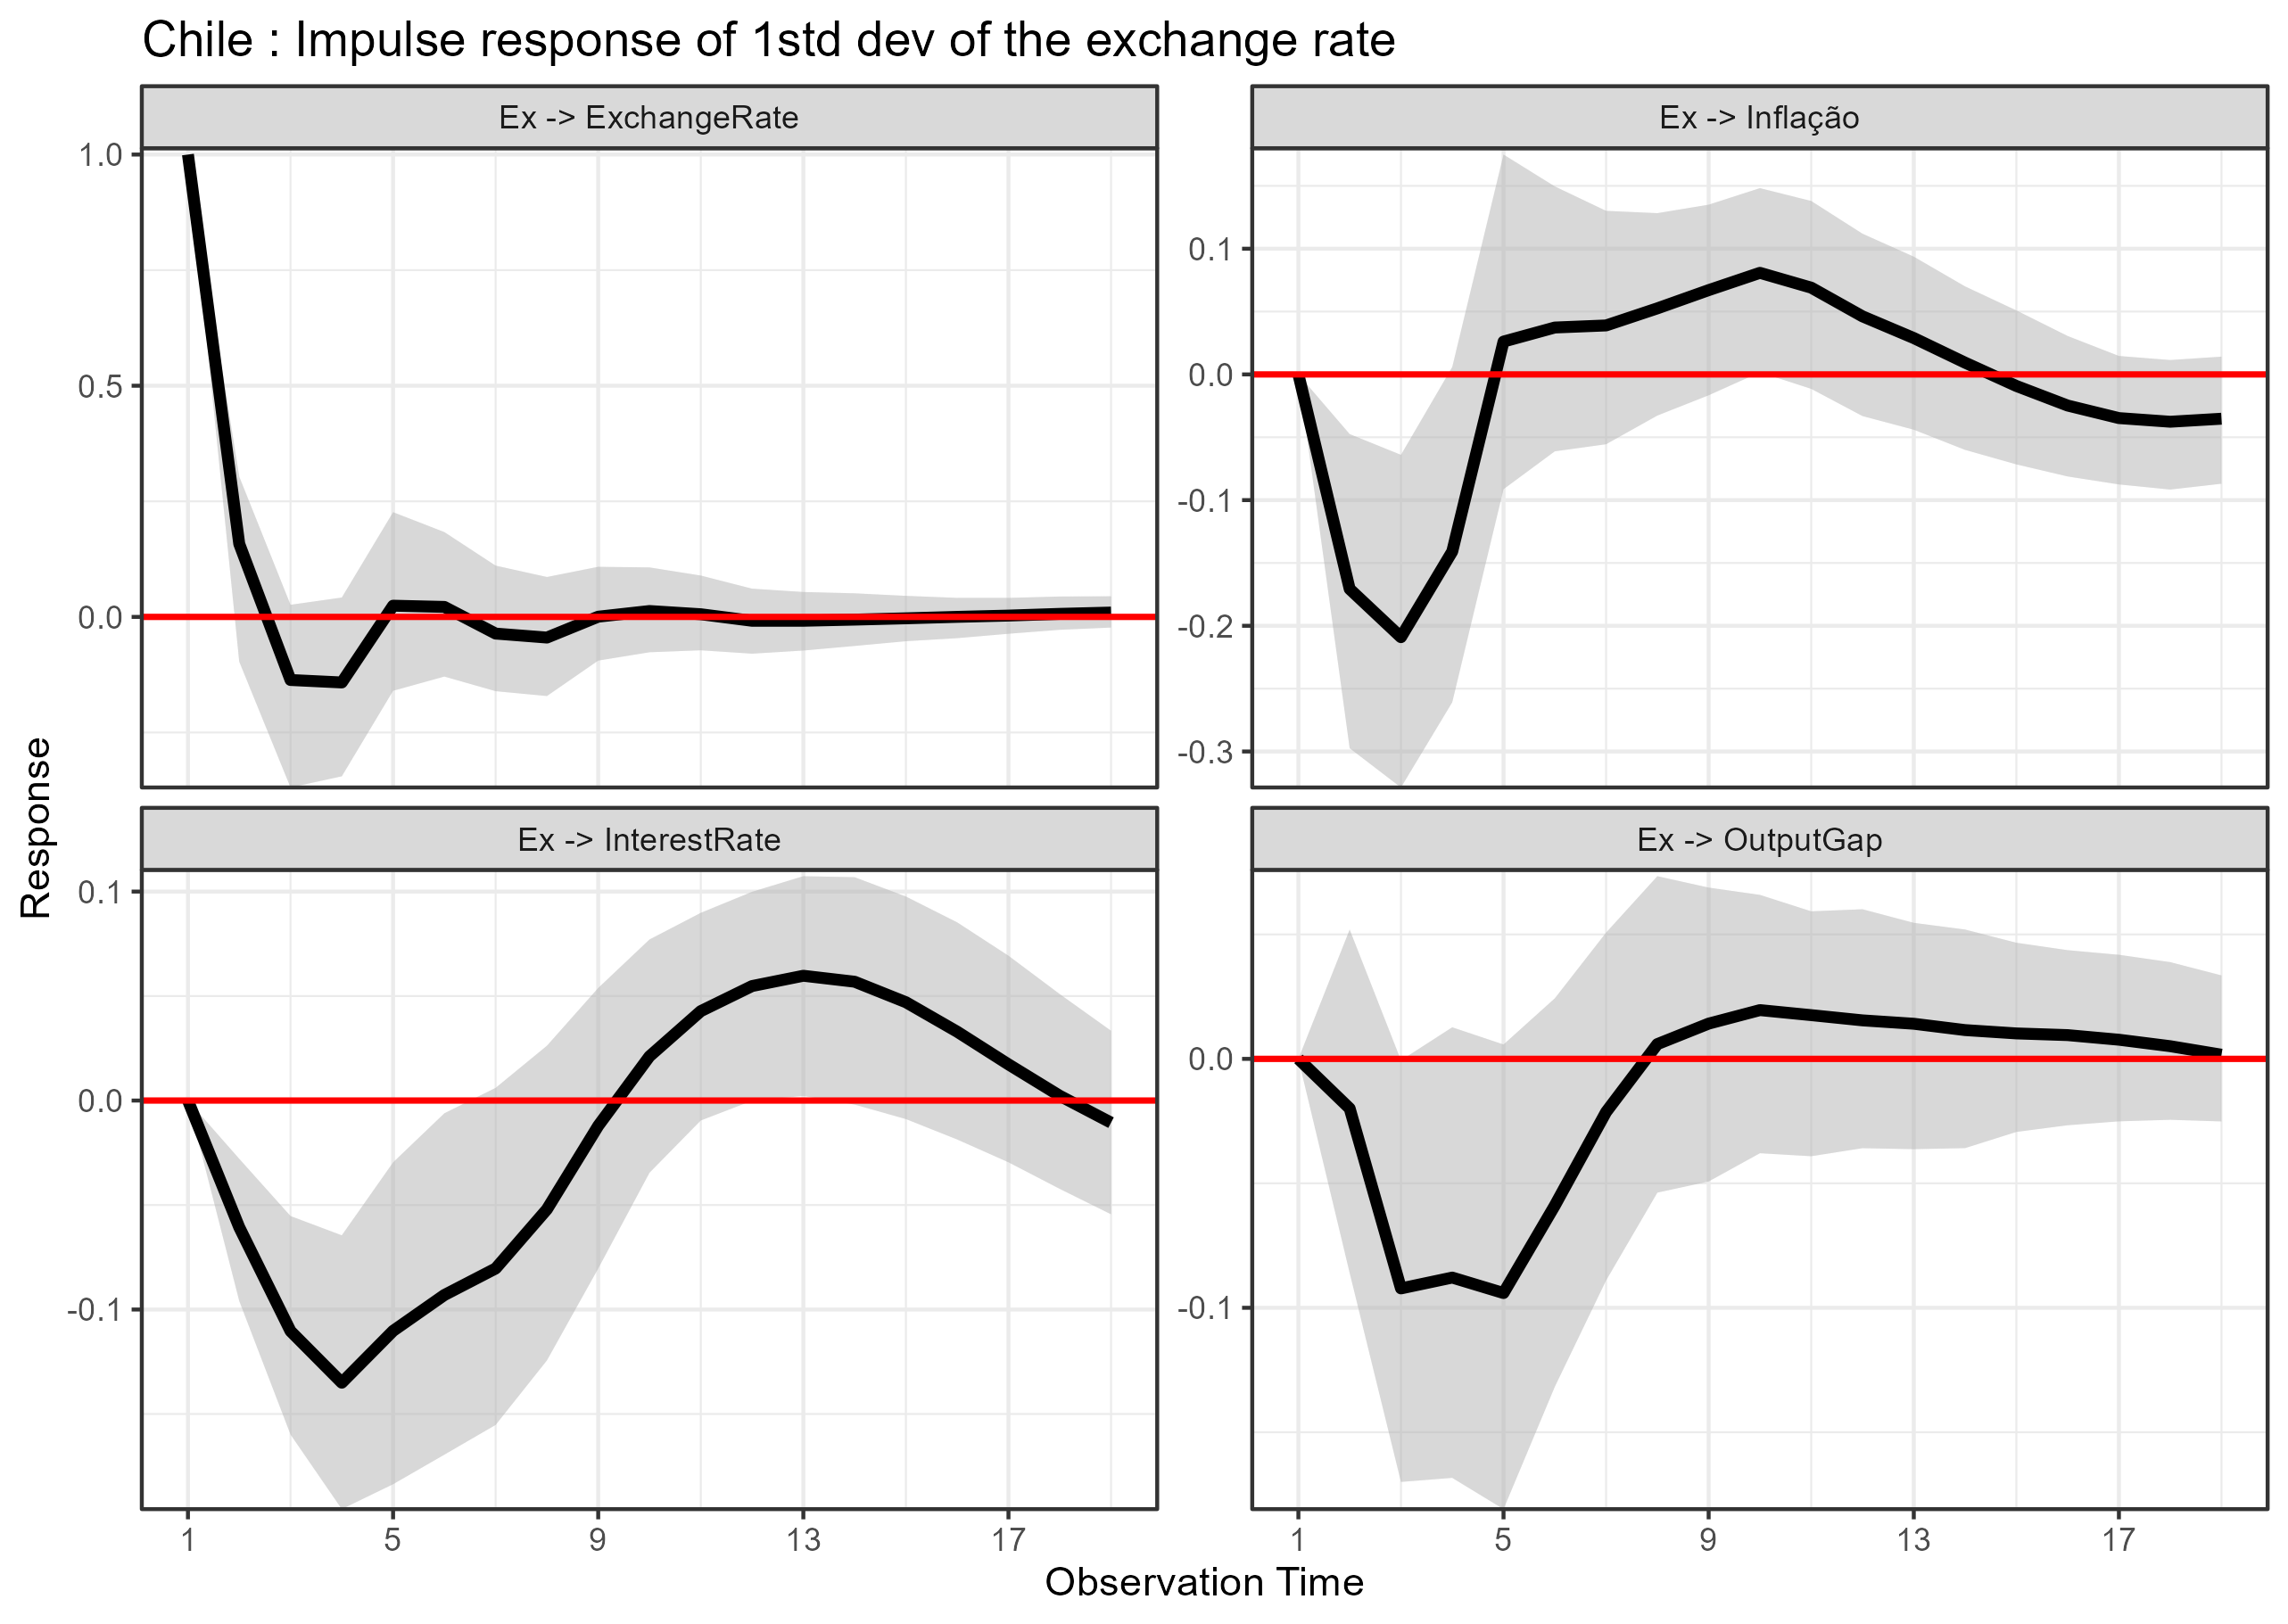 Chile : Impulse response of 1std dev of the exchange rate
Ex -> ExchangeRate
Ex -> Inflação
1.0
0.5
0.0
0.1
0.0
-0.1
-0.2
-0.3
Ex -> InterestRate
Ex -> OutputGap
0.1
0.0
-0.1
0.0
-0.1
1 5 9 13 17
1 5 9 13 17
Response
Observation Time